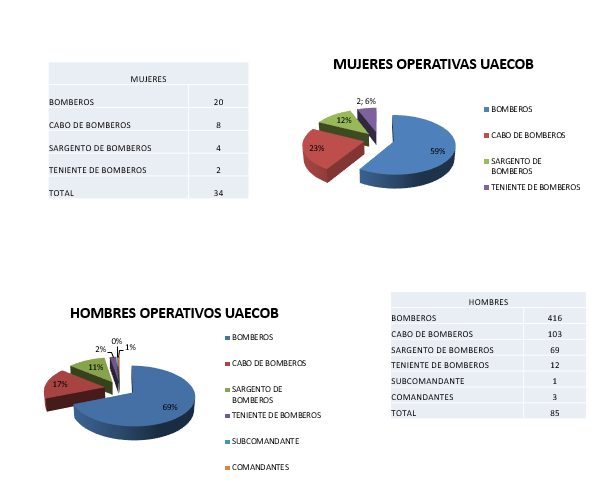 MUJERES
BOMBEROS 20
CABO DE BOMBEROS 8
SARGENTO DE BOMBEROS 4
TENIENTE DE BOMBEROS 2
TOTAL 34
MUJERES OPERATIVAS UAECOB
2; 6%
12%
23%
59%
BOMBEROS
CABO DE BOMBEROS
SARGENTO DE
BOMBEROS
TENIENTE DE BOMBEROS
HOMBRES OPERATIVOS UAECOB
0%
2%
1%
11%
17%
69%
BOMBEROS
CABO DE BOMBEROS
SARGENTO DE
BOMBEROS
TENIENTE DE BOMBEROS
SUBCOMANDANTE
COMANDANTES
HOMBRES
BOMBEROS 416
CABO DE BOMBEROS 103
SARGENTO DE BOMBEROS 69
TENIENTE DE BOMBEROS 12
SUBCOMANDANTE 1
COMANDANTES 3
TOTAL 85